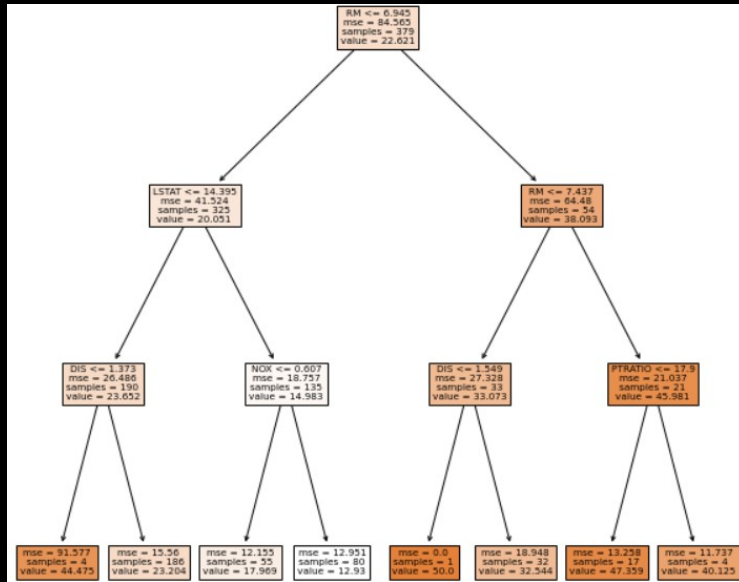 RM <= 6.945
mse = 84.565
samples = 379
value = 22.621
LSTAT <= 14.395
mse = 41.524
samples = 325
value = 20.051
RM <= 7.437
mse = 64.48
samples = 54
value = 38.093
DIS <= 1.373
mse = 26.486
samples = 190
value = 23.652
NOX <= 0.607
mse = 18.757
samples = 135
value = 14.983
DIS <= 1.549
mse = 27.328
samples = 33
value = 33.073
PTRATIO <= 17.9
mse = 21.037
samples = 21
value = 45.981
mse = 91.577
samples = 4
value = 44.475
mse = 15.56
samples = 186
value = 23.204
mse = 12.155
samples = 55
value = 17.969
mse = 12.951
samples = 80
value = 12.93
mse = 0.0
samples = 1
value = 50.0
mse = 18.948
samples = 32
value = 32.544
mse = 13.258
samples = 17
value = 47.359
mse = 11.737
samples = 4
value = 40.125